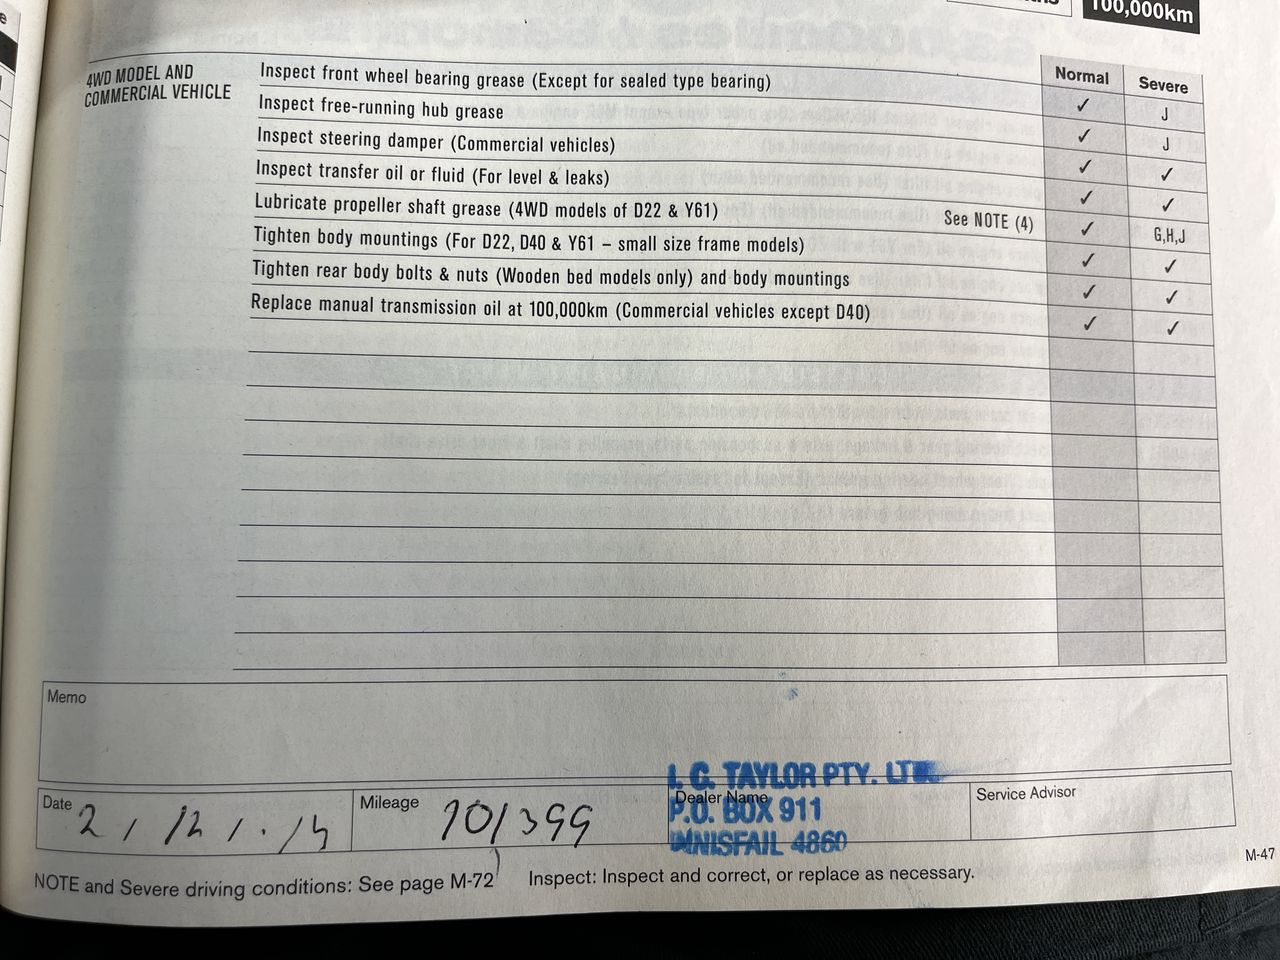 100,000km
Normal Severe
4WD MODEL AND
COMMERCIAL VEHICLE
Inspect front wheel bearing grease (Except for sealed type bearing) ✓ J
Inspect free-running hub grease ✓ J
Inspect steering damper (Commercial vehicles) ✓ ✓
Inspect transfer oil or fluid (For level & leaks) ✓ ✓
Lubricate propeller shaft grease (4WD models of D22 & Y61) See NOTE (4) ✓ G,H,J
Tighten body mountings (For D22, D40 & Y61 – small size frame models) ✓ ✓
Tighten rear body bolts & nuts (Wooden bed models only) and body mountings ✓ ✓
Replace manual transmission oil at 100,000km (Commercial vehicles except D40) ✓ ✓
Memo
Date 2 / 12 /
Mileage 101399
Dealer Name
I. G. TAYLOR PTY. LTD.
P.O. BOX 911
INNISFAIL 4860
Service Advisor
M-47
NOTE and Severe driving conditions: See page M-72 Inspect: Inspect and correct, or replace as necessary.